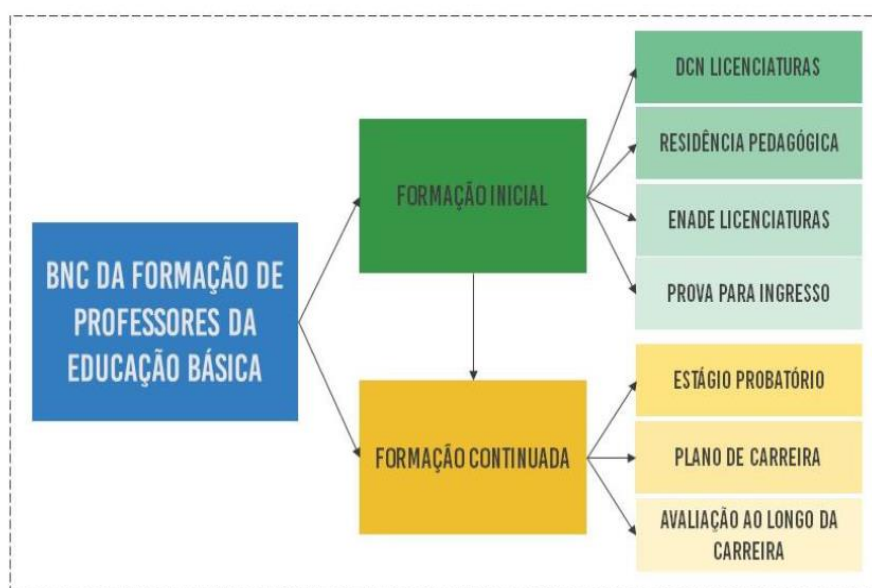 BNC DA FORMAÇÃO DE
PROFESSORES DA
EDUCAÇÃO BÁSICA
FORMAÇÃO INICIAL
DCN LICENCIATURAS
RESIDÊNCIA PEDAGÓGICA
ENADE LICENCIATURAS
PROVA PARA INGRESSO
FORMAÇÃO CONTINUADA
ESTÁGIO PROBATÓRIO
PLANO DE CARREIRA
AVALIAÇÃO AO LONGO DA
CARREIRA